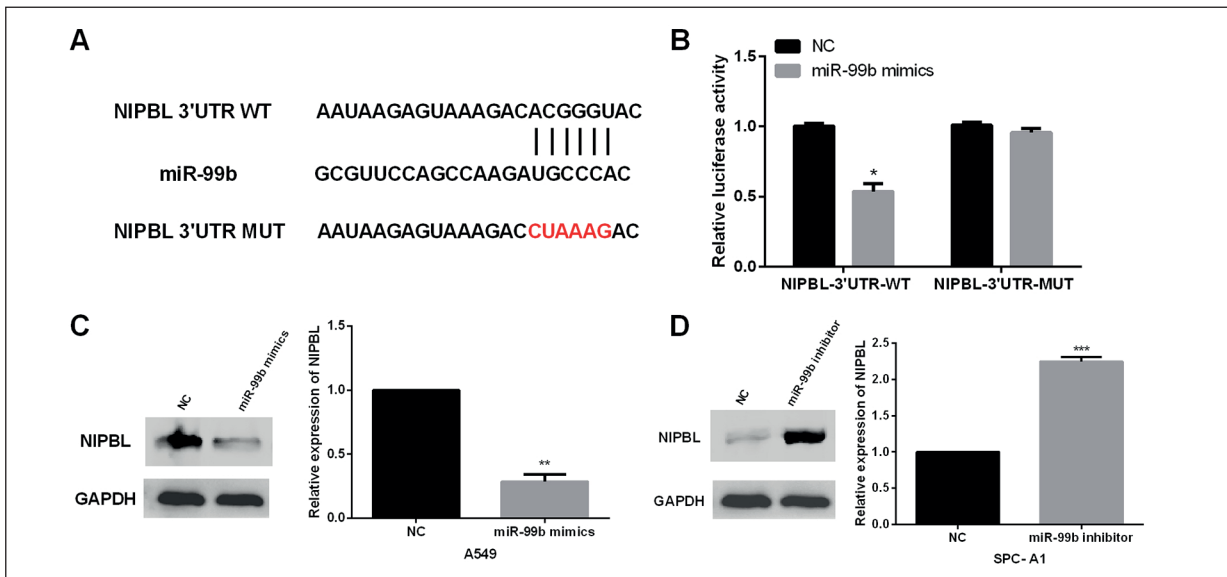 A
NIPBL 3'UTR WT AAUAAGAGUAAAGACACGGGUAC
miR-99b GCGUUCCAGCCAAGAUGCCCAC
NIPBL 3'UTR MUT AAUAAGAGUAAAGACCUAAAGAC
B
NC
miR-99b mimics
Relative luciferase activity
1.5
1.0
0.5
0.0
*
NIPBL-3'UTR-WT NIPBL-3'UTR-MUT
C
NC miR-99b mimics
NIPBL
GAPDH
Relative expression of NIPBL
1.5
1.0
0.5
0.0
**
NC miR-99b mimics
A549
D
NC miR-99b inhibitor
NIPBL
GAPDH
Relative expression of NIPBL
2.5
2.0
1.5
1.0
0.5
0.0
***
NC miR-99b inhibitor
SPC- A1